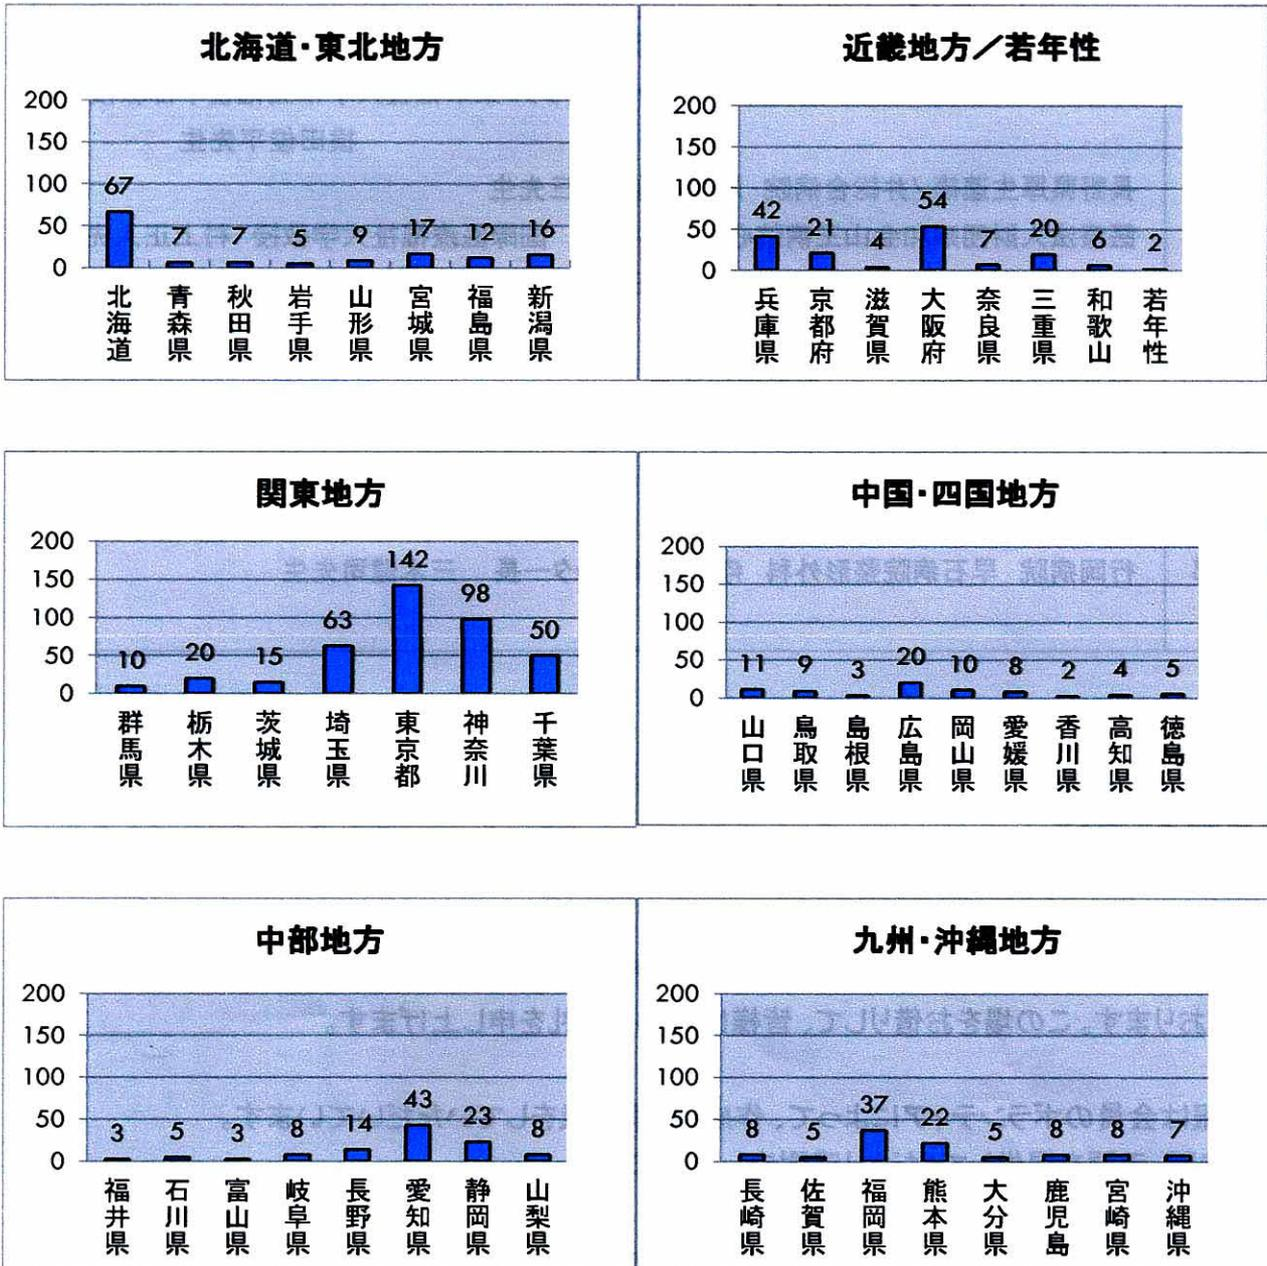 北海道・東北地方
200
150
100
50
0
67
7
7
5
9
17
12
16
北海道
青森県
秋田県
岩手県
山形県
宮城県
福島県
新潟県
近畿地方／若年性
200
150
100
50
0
42
21
4
54
7
20
6
2
兵庫県
京都府
滋賀県
大阪府
奈良県
三重県
和歌山
若年性
関東地方
200
150
100
50
0
10
20
15
63
142
98
50
群馬県
栃木県
茨城県
埼玉県
東京都
神奈川
千葉県
中国・四国地方
200
150
100
50
0
11
9
3
20
10
8
2
4
5
山口県
鳥取県
島根県
広島県
岡山県
愛媛県
香川県
高知県
徳島県
中部地方
200
150
100
50
0
3
5
3
8
14
43
23
8
福井県
石川県
富山県
岐阜県
長野県
愛知県
静岡県
山梨県
九州・沖縄地方
200
150
100
50
0
8
5
37
22
5
8
8
7
長崎県
佐賀県
福岡県
熊本県
大分県
鹿児島
宮崎県
沖縄県